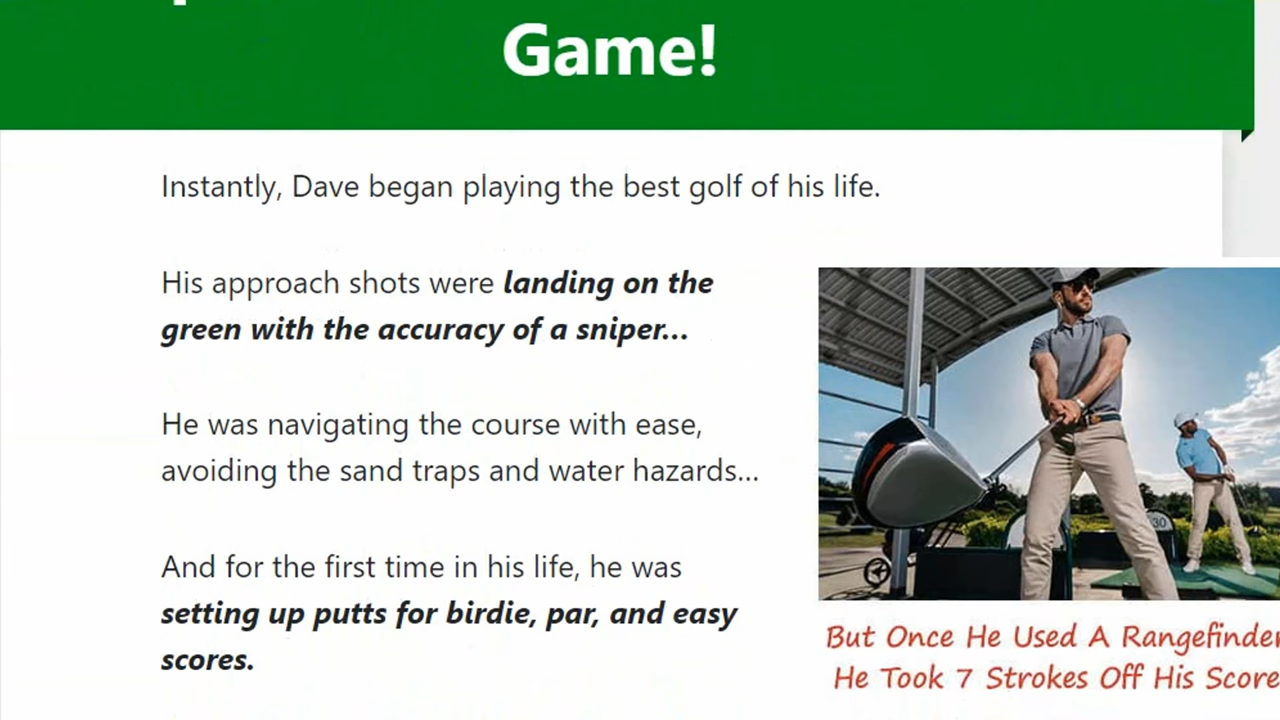 Game!
Instantly, Dave began playing the best golf of his life.
His approach shots were landing on the
green with the accuracy of a sniper...
He was navigating the course with ease,
avoiding the sand traps and water hazards...
And for the first time in his life, he was
setting up putts for birdie, par, and easy
scores.
30
But Once He Used A Rangefinder
He Took 7 Strokes Off His Score